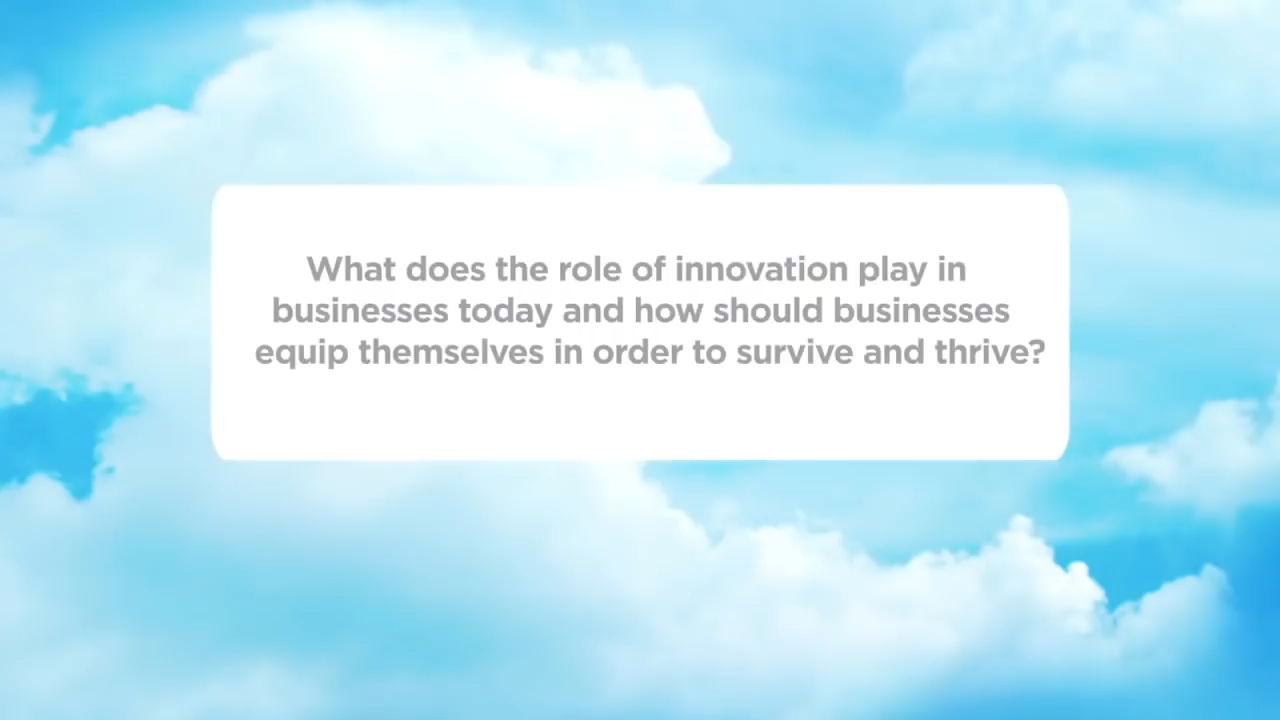 What does the role of innovation play in
businesses today and how should businesses
equip themselves in order to survive and thrive?